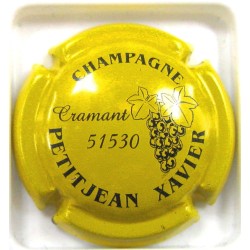 CHAMPAGNE
Cramant
51530
PETITJEAN XAVIER